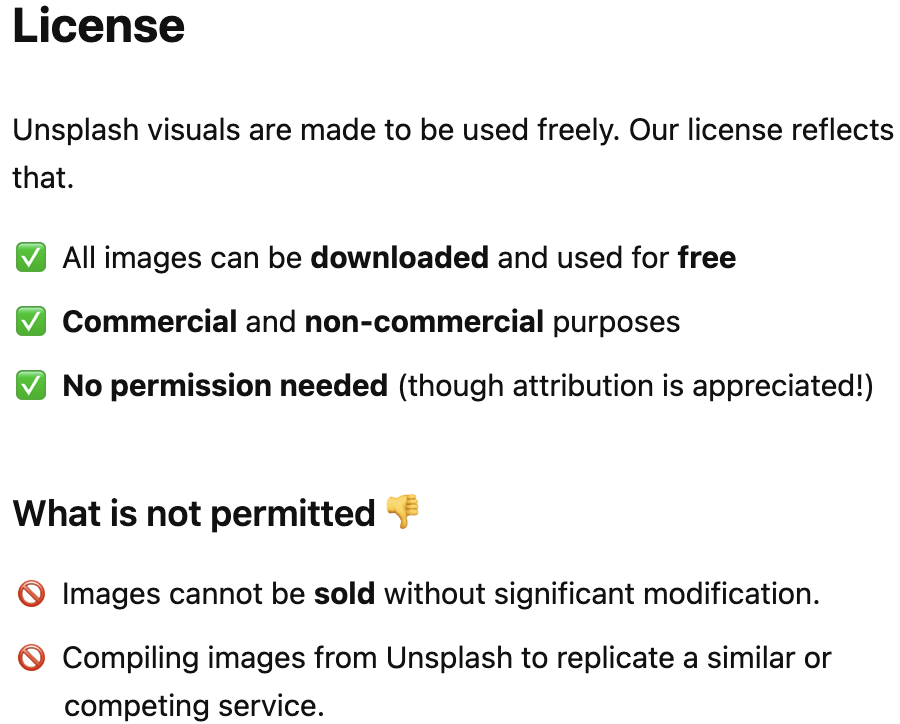 License
Unsplash visuals are made to be used freely. Our license reflects
that.
✅ All images can be downloaded and used for free
✅ Commercial and non-commercial purposes
✅ No permission needed (though attribution is appreciated!)
What is not permitted 👎
🚫 Images cannot be sold without significant modification.
🚫 Compiling images from Unsplash to replicate a similar or
competing service.